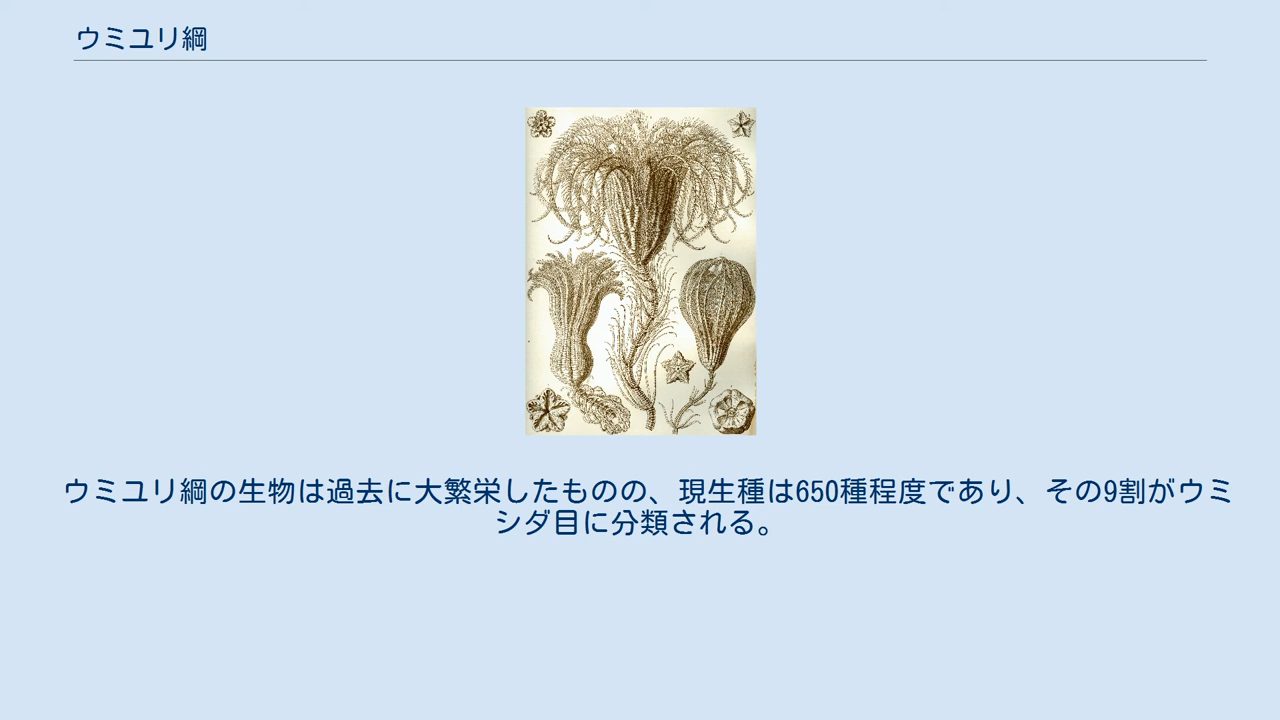 ウミユリ綱
ウミユリ綱の生物は過去に大繁栄したものの、現生種は650種程度であり、その9割がウミ
シダ目に分類される。